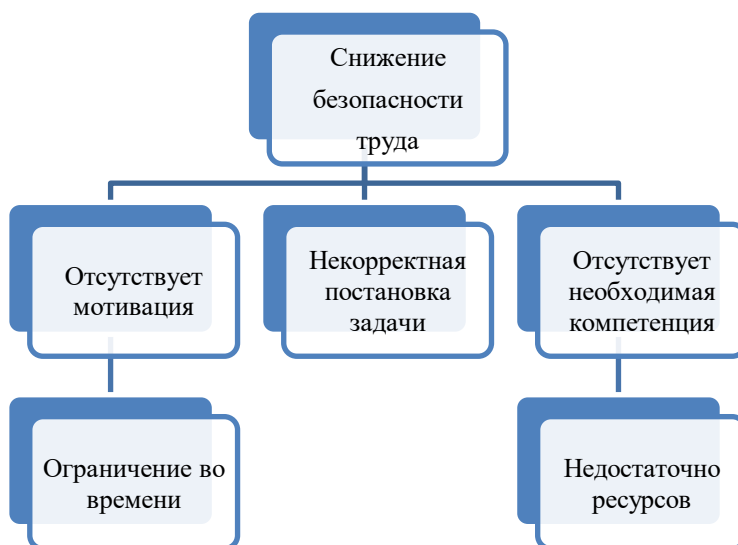 Снижение
безопасности
труда
Отсутствует
мотивация
Некорректная
постановка
задачи
Отсутствует
необходимая
компетенция
Ограничение во
времени
Недостаточно
ресурсов